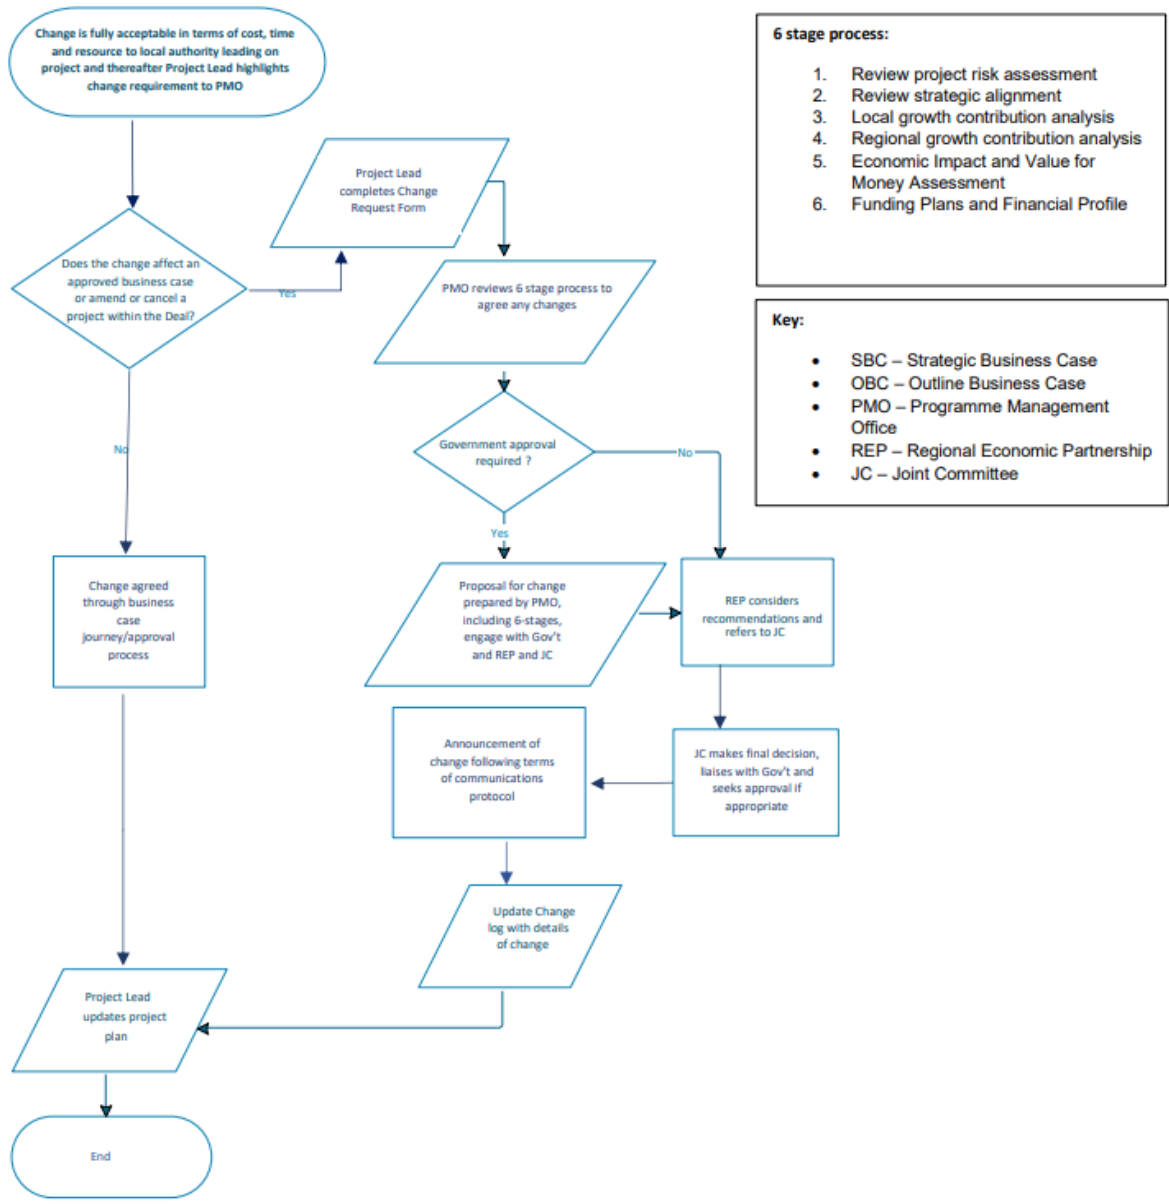 Change is fully acceptable in terms of cost, time
and resource to local authority leading on
project and thereafter Project Lead highlights
change requirement to PMO
Project Lead
completes Change
Request Form
Does the change affect an
approved business case
or amend or cancel a
project within the Deal?
Yes
PMO reviews 6 stage process to
agree any changes
No
Government approval
required ?
No
Yes
Change agreed
through business
case
journey/approval
process
Proposal for change
prepared by PMO,
including 6-stages,
engage with Gov't
and REP and JC
REP considers
recommendations and
refers to JC
JC makes final decision,
liaises with Gov't and
seeks approval if
appropriate
Announcement of
change following terms
of communications
protocol
Update Change
log with details
of change
Project Lead
updates project
plan
End
6 stage process:
1. Review project risk assessment
2. Review strategic alignment
3. Local growth contribution analysis
4. Regional growth contribution analysis
5. Economic Impact and Value for
Money Assessment
6. Funding Plans and Financial Profile
Key:
• SBC – Strategic Business Case
• OBC – Outline Business Case
• PMO – Programme Management
Office
• REP – Regional Economic Partnership
• JC – Joint Committee